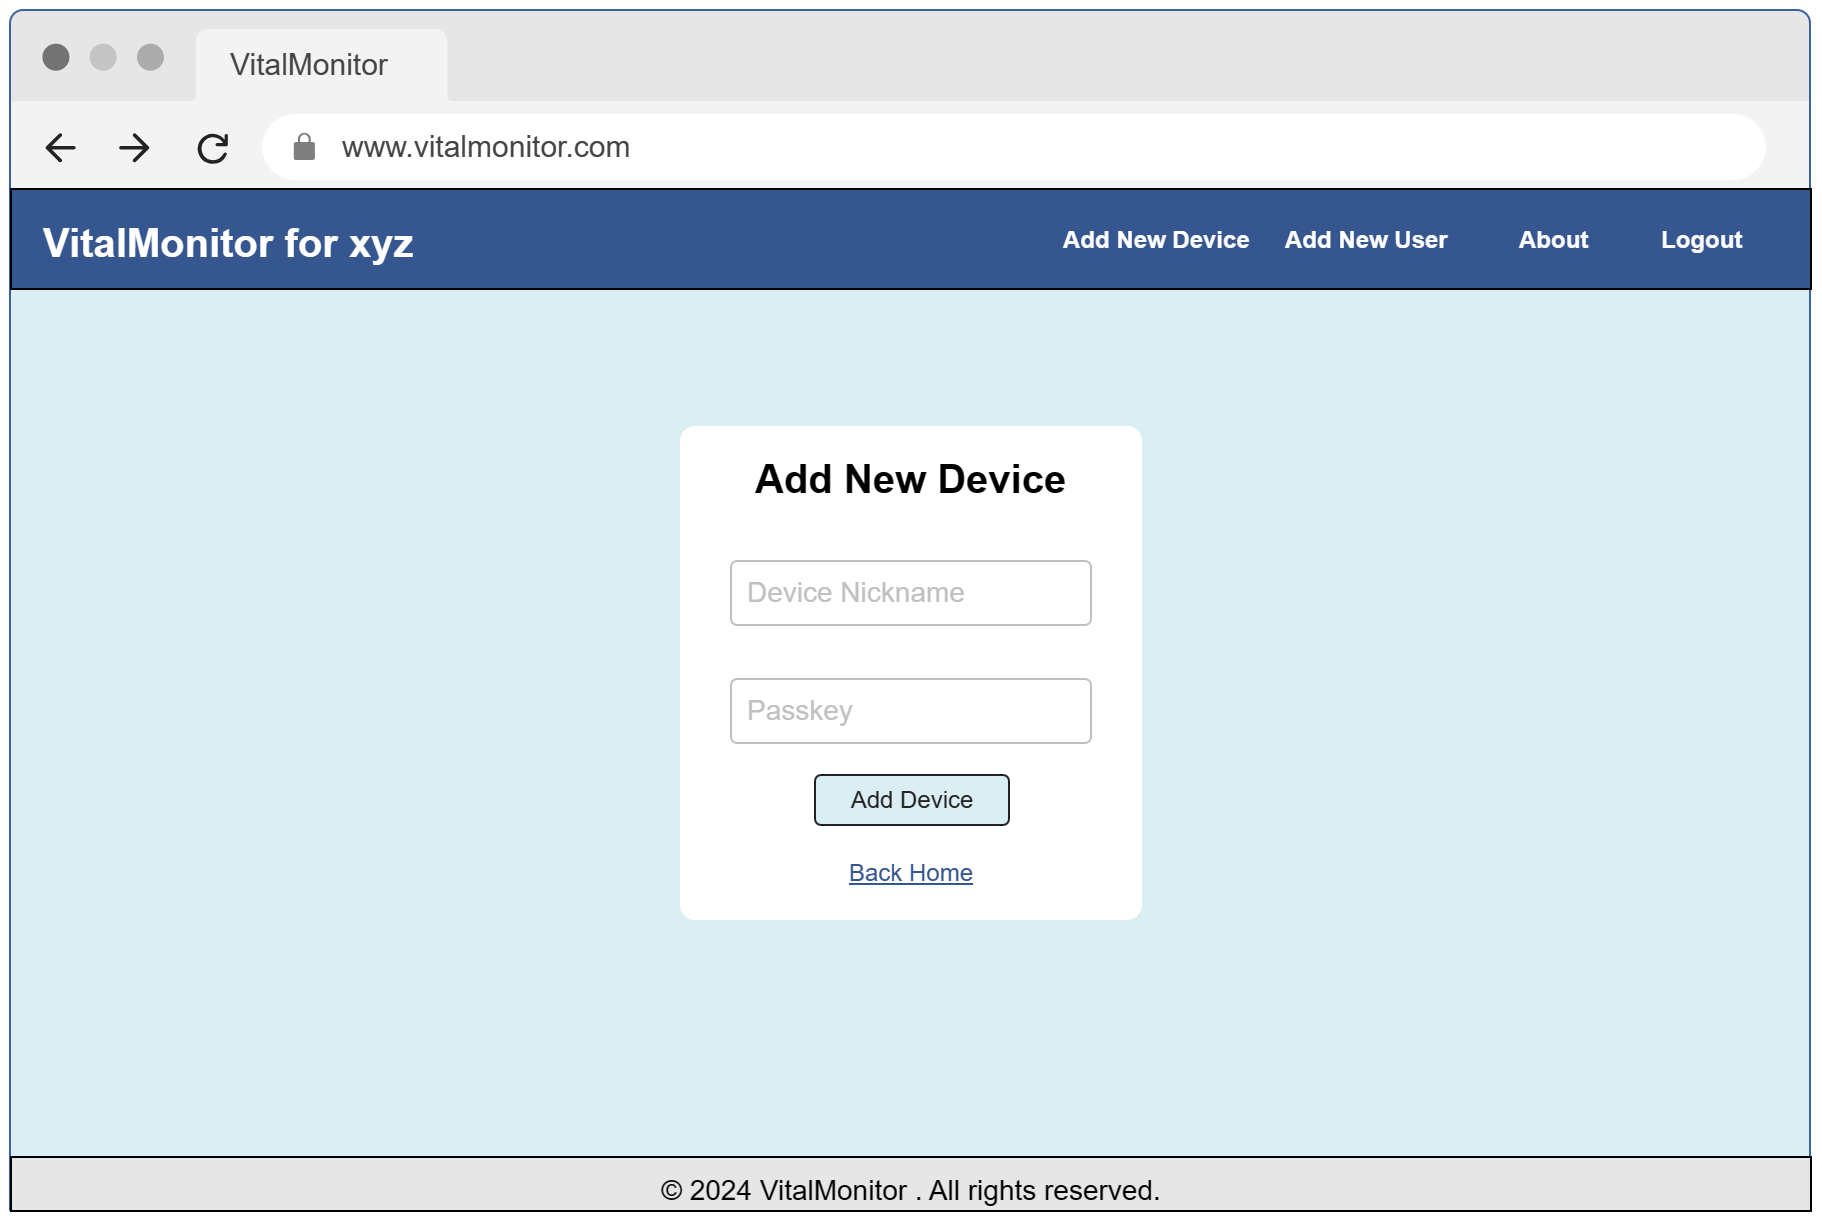 VitalMonitor
www.vitalmonitor.com
VitalMonitor for xyz
Add New Device
Add New User
About
Logout
Add New Device
Device Nickname
Passkey
Add Device
Back Home
© 2024 VitalMonitor . All rights reserved.